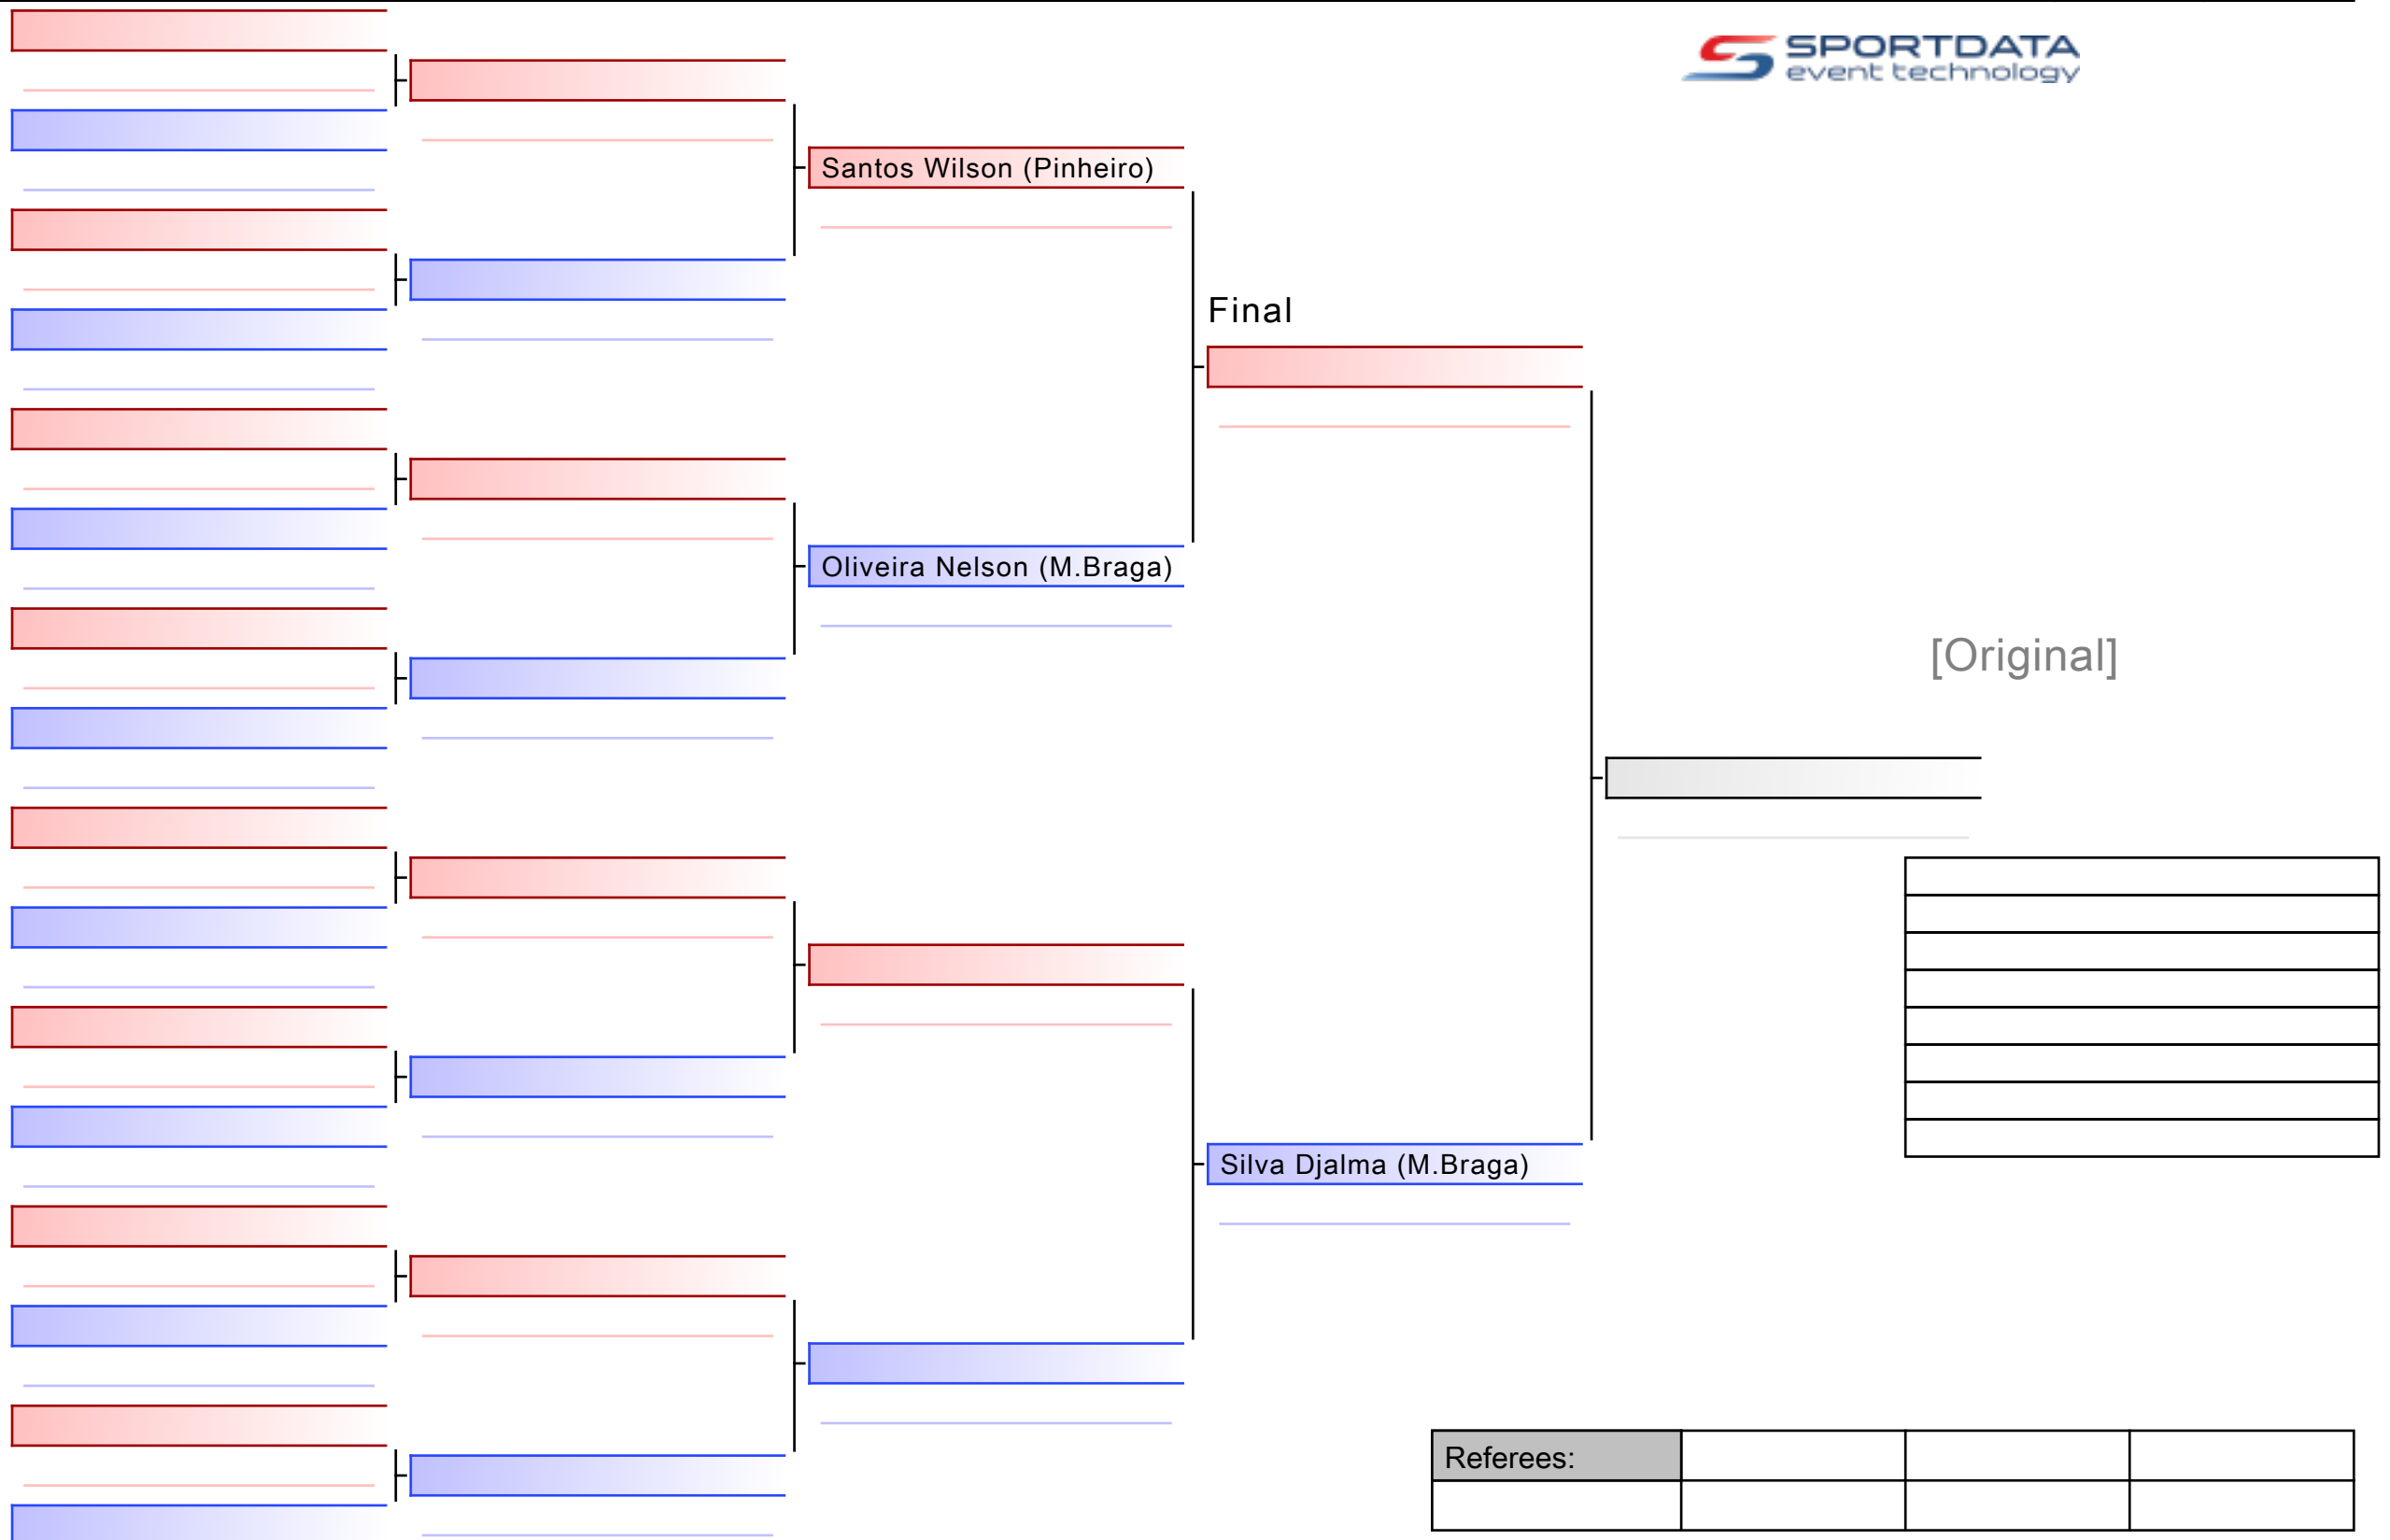 SPORTDATA
event technology
Santos Wilson (Pinheiro)
Final
Oliveira Nelson (M.Braga)
[Original]
Silva Djalma (M.Braga)
Referees: